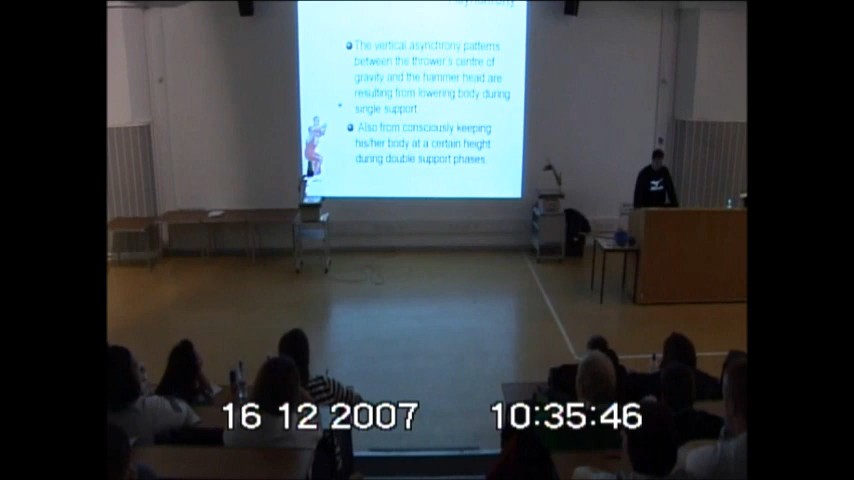 Asynchrony
The vertical asynchrony patterns
between the thrower's centre of
gravity and the hammer head are
resulting from lowering body during
single support.
Also from consciously keeping
his/her body at a certain height
during double support phases.
16 12 2007 10:35:46